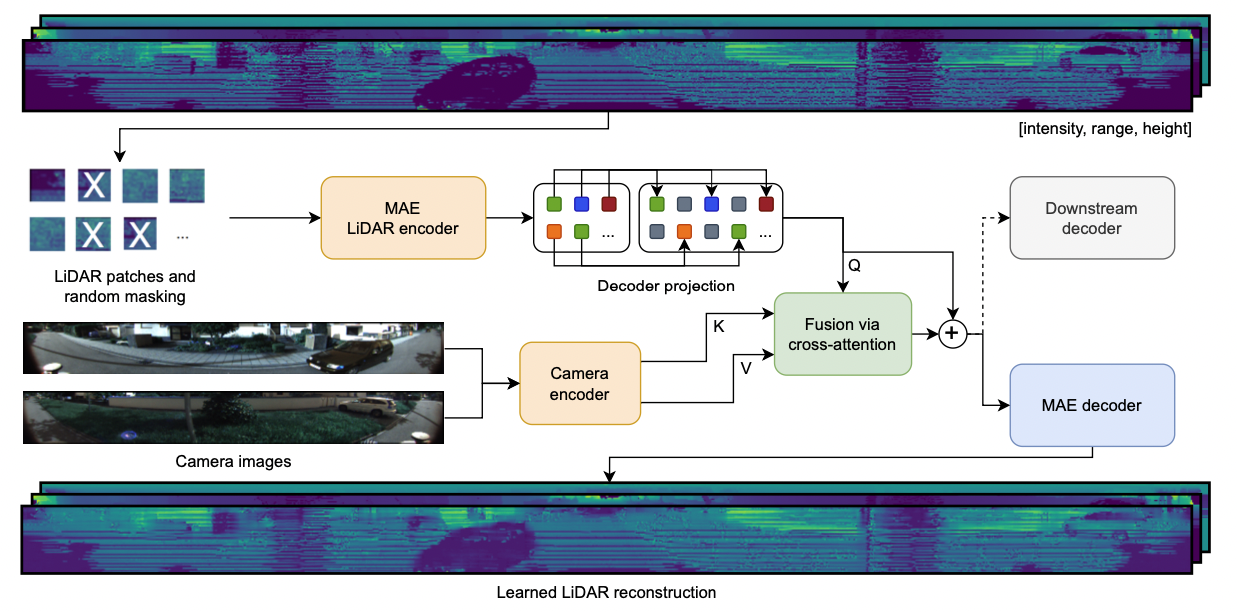 [intensity, range, height]
X
X X ...
LiDAR patches and
random masking
MAE
LiDAR encoder
...
...
Decoder projection
Q
Downstream
decoder
Fusion via
cross-attention
+
K
V
Camera
encoder
MAE decoder
Camera images
Learned LiDAR reconstruction